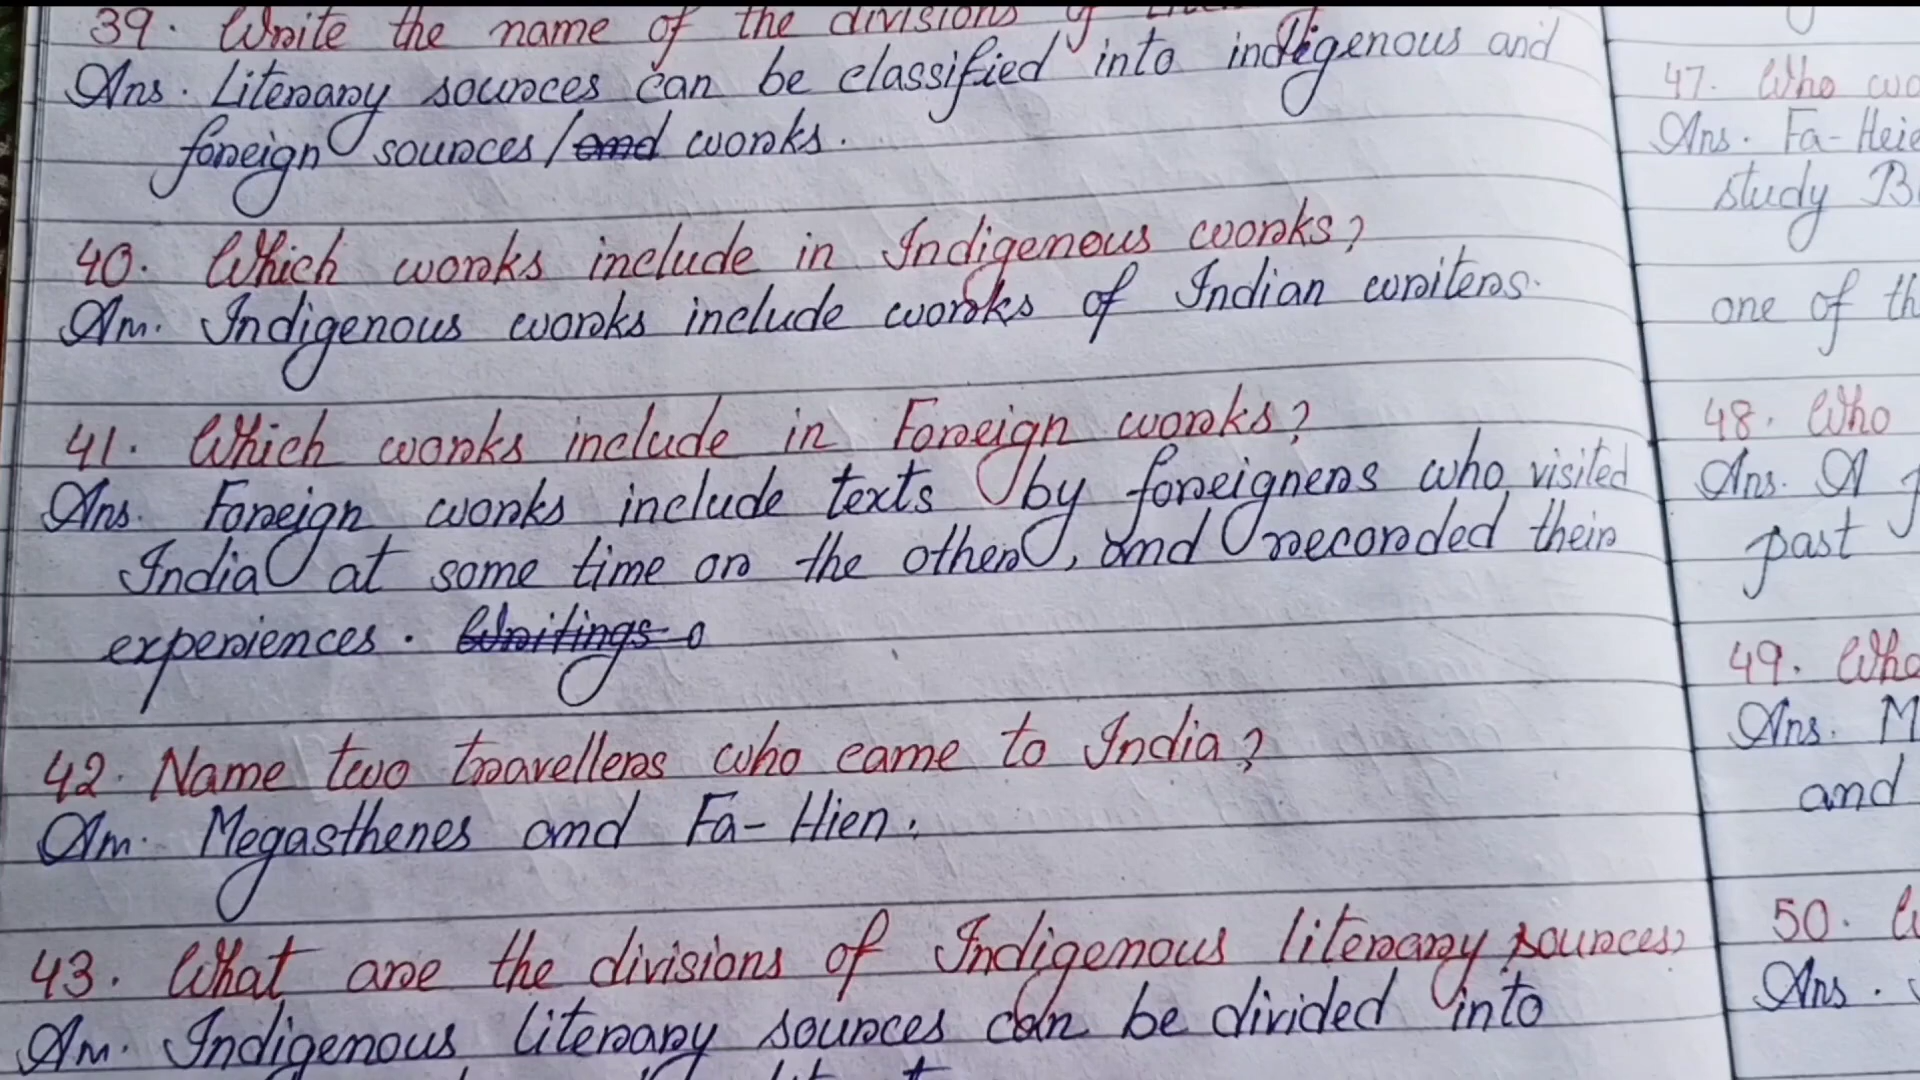 39. Write the name of the divisions of
Ans. Literary sources can be classified into indigenous and
foreign sources/and works.
40. Which works include in Indigenous works?
Ans. Indigenous works include works of Indian writers.
41. Which works include in Foreign works?
Ans. Foreign works include texts by foreigners who visited
India at some time or the other, and recorded their
experiences. Writings o
42. Name two travellers who came to India?
Ans. Megasthenes and Fa-Hien.
43. What are the divisions of Indigenous literary sources?
Ans. Indigenous literary sources can be divided into
47. Who
Ans. Fa-Hei
study B
one of th
48. Who
Ans. A
past
49. Who
Ans. M
and
50.
Ans.